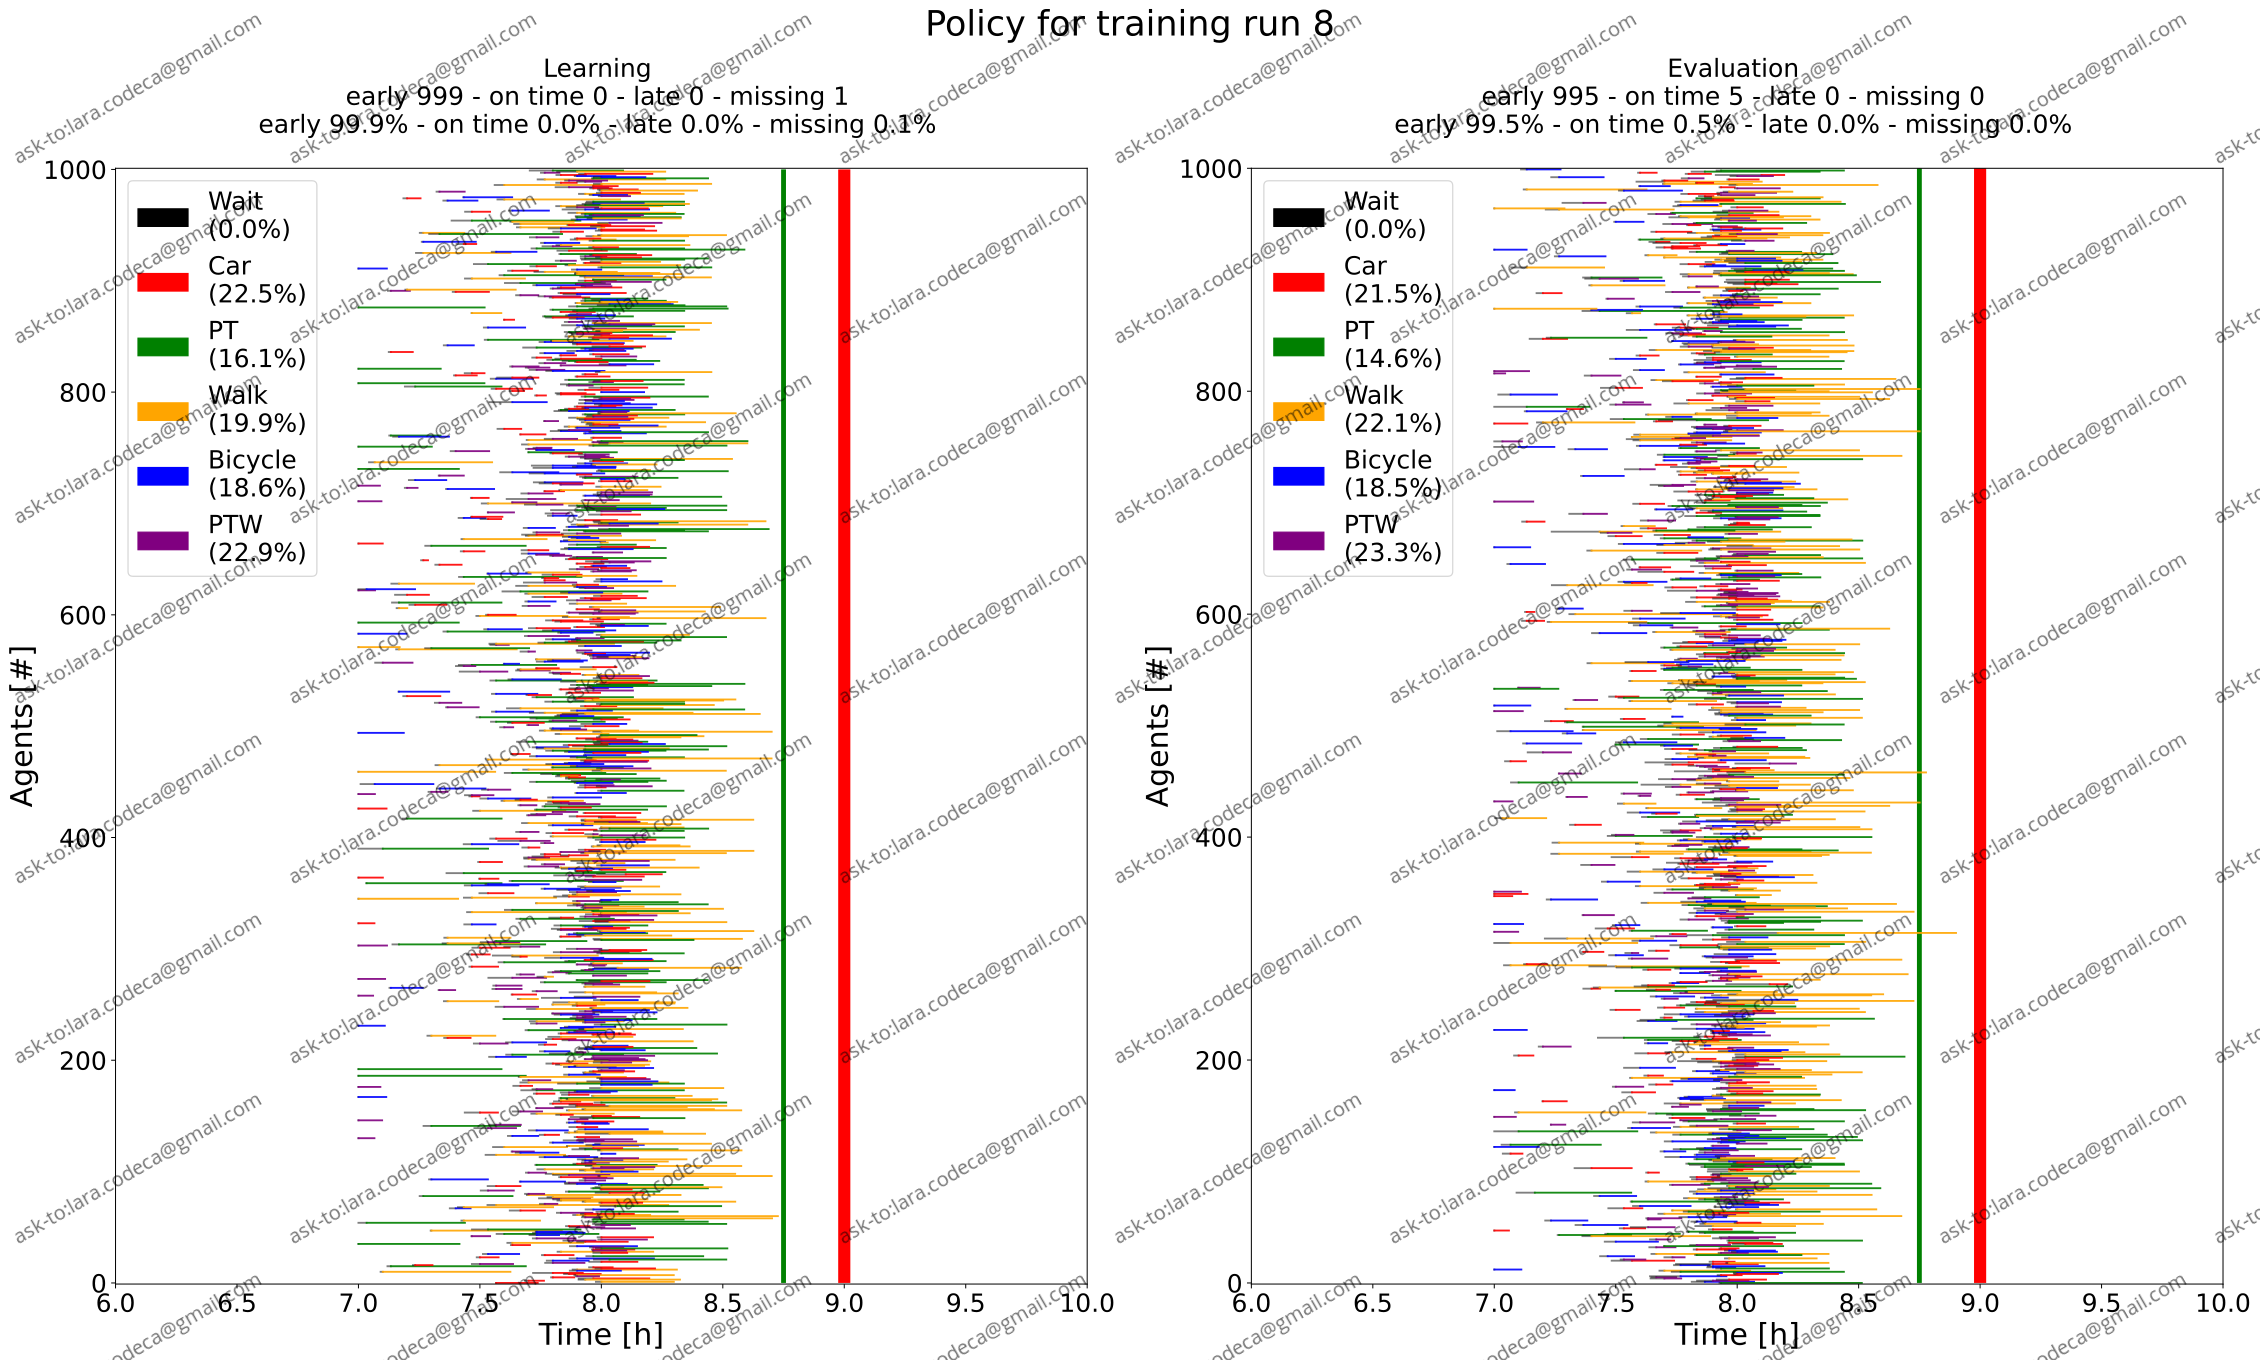 Policy for training run 8
Learning
early 999 - on time 0 - late 0 - missing 1
early 99.9% - on time 0.0% - late 0.0% - missing 0.1%
Agents [#]
1000
800
600
400
200
0
Wait
(0.0%)
Car
(22.5%)
PT
(16.1%)
Walk
(19.9%)
Bicycle
(18.6%)
PTW
(22.9%)
6.0 6.5 7.0 7.5 8.0 8.5 9.0 9.5 10.0
Time [h]
Evaluation
early 995 - on time 5 - late 0 - missing 0
early 99.5% - on time 0.5% - late 0.0% - missing 0.0%
Agents [#]
1000
800
600
400
200
0
Wait
(0.0%)
Car
(21.5%)
PT
(14.6%)
Walk
(22.1%)
Bicycle
(18.5%)
PTW
(23.3%)
6.0 6.5 7.0 7.5 8.0 8.5 9.0 9.5 10.0
Time [h]
ask-to:lara.codeca@gmail.com